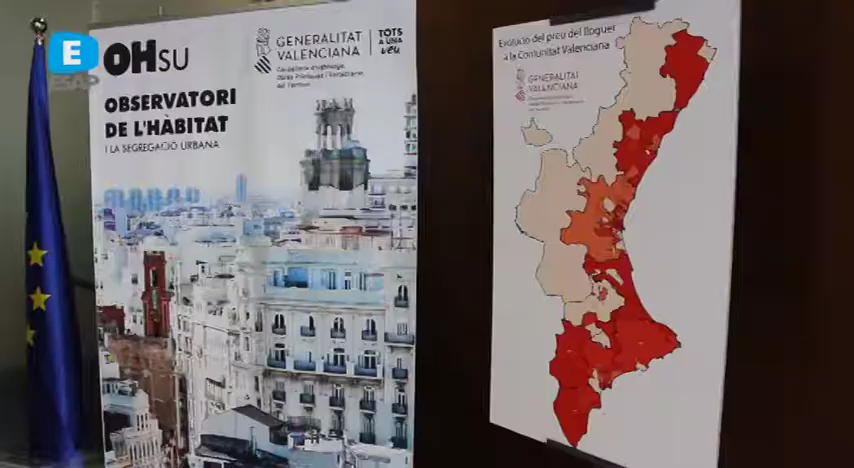 E
ESAD
OHsu
GENERALITAT
VALENCIANA
TOTS
A UNA
veu
OBSERVATORI
DE L'HÀBITAT
I LA SEGREGACIÓ URBANA
Evolució del preu del lloguer
a la Comunitat Valenciana
GENERALITAT
VALENCIANA